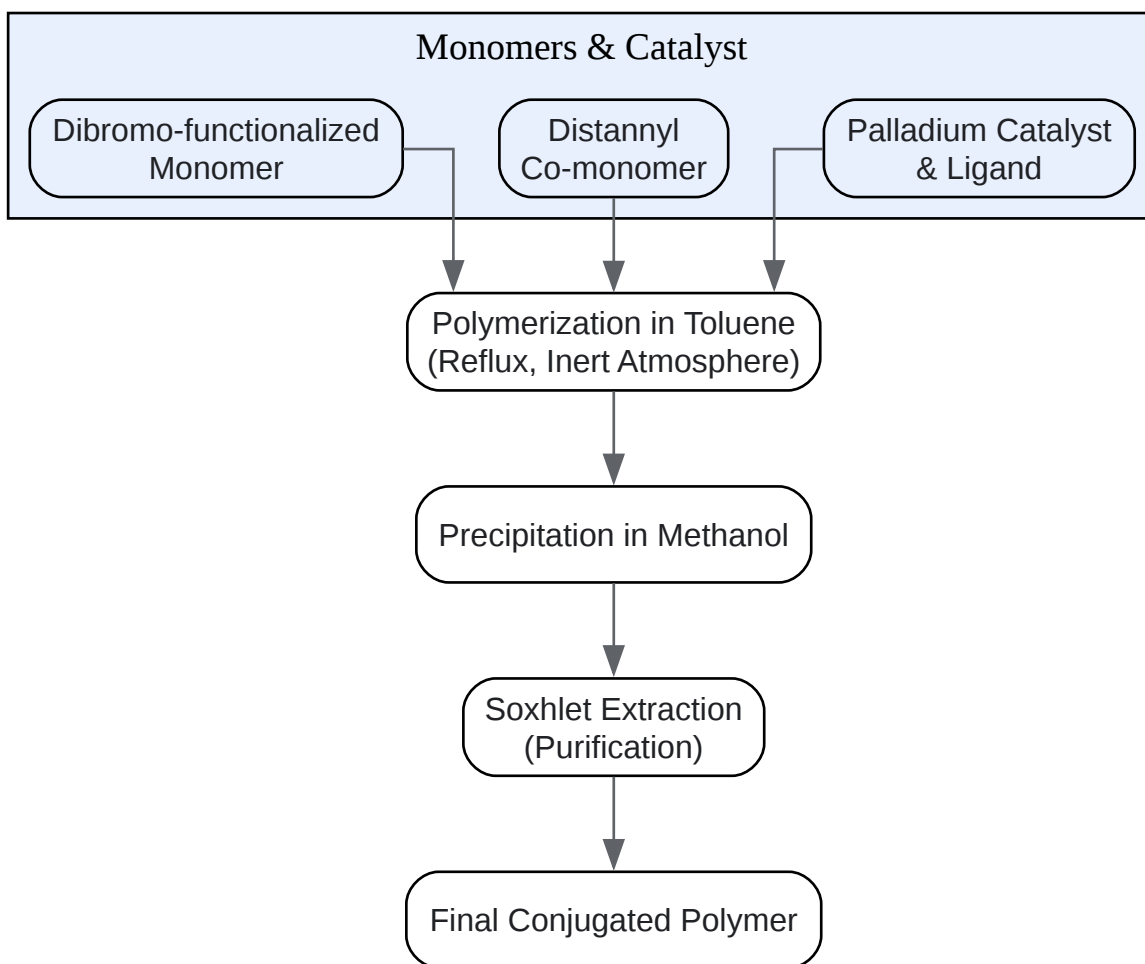 Monomers & Catalyst
Dibromo-functionalized
Monomer
Distannyl
Co-monomer
Palladium Catalyst
& Ligand
Polymerization in Toluene
(Reflux, Inert Atmosphere)
Precipitation in Methanol
Soxhlet Extraction
(Purification)
Final Conjugated Polymer